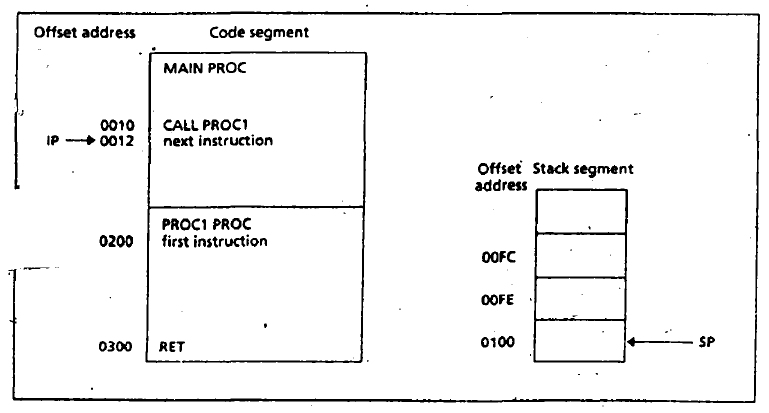 Offset address Code segment
MAIN PROC
0010 CALL PROC1
IP 0012 next instruction
Offset address Stack segment
PROC1 PROC
0200 first instruction
00FC
00FE
0300 RET
0100 SP